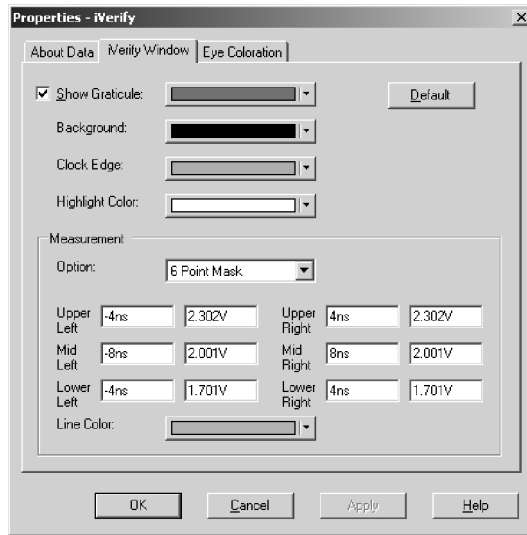 Properties - iVerify
About Data iVerify Window Eye Coloration
Show Graticule:
Default
Background:
Clock Edge:
Highlight Color:
Measurement
Option: 6 Point Mask
Upper Left -4ns 2.302V Upper Right 4ns 2.302V
Mid Left -8ns 2.001V Mid Right 8ns 2.001V
Lower Left -4ns 1.701V Lower Right 4ns 1.701V
Line Color:
OK Cancel Apply Help